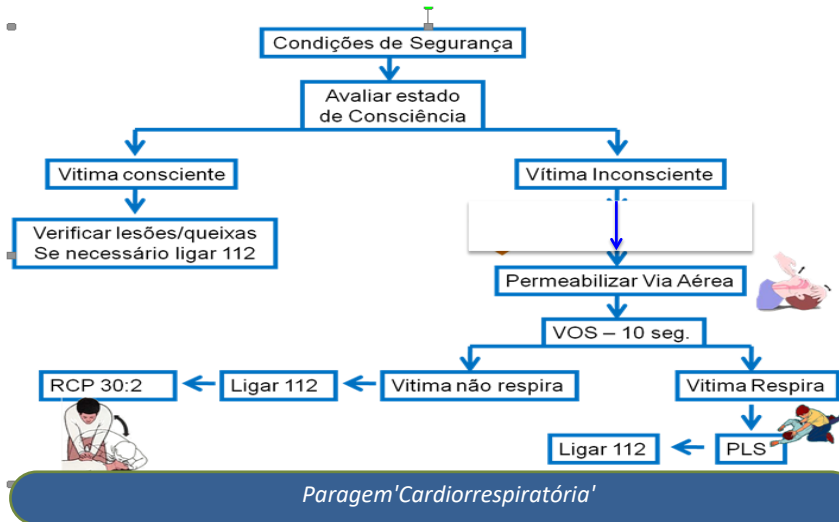 Condições de Segurança
Avaliar estado
de Consciência
Vitima consciente
Vítima Inconsciente
Verificar lesões/queixas
Se necessário ligar 112
Permeabilizar Via Aérea
VOS – 10 seg.
RCP 30:2
Ligar 112
Vitima não respira
Vitima Respira
Ligar 112
PLS
Paragem'Cardiorrespiratória'